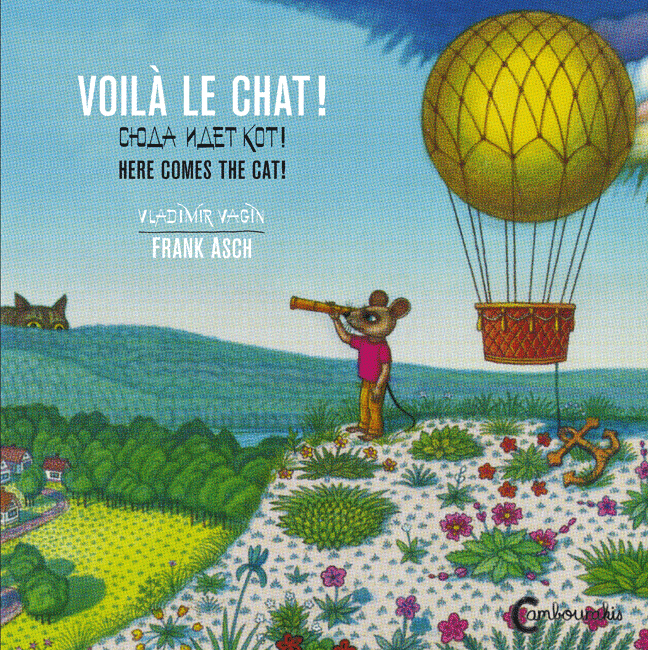 VOILÀ LE CHAT !
СЮДА ИДЕТ КОТ !
HERE COMES THE CAT!
VLADIMIR VAGIN
FRANK ASCH
Cambourakis